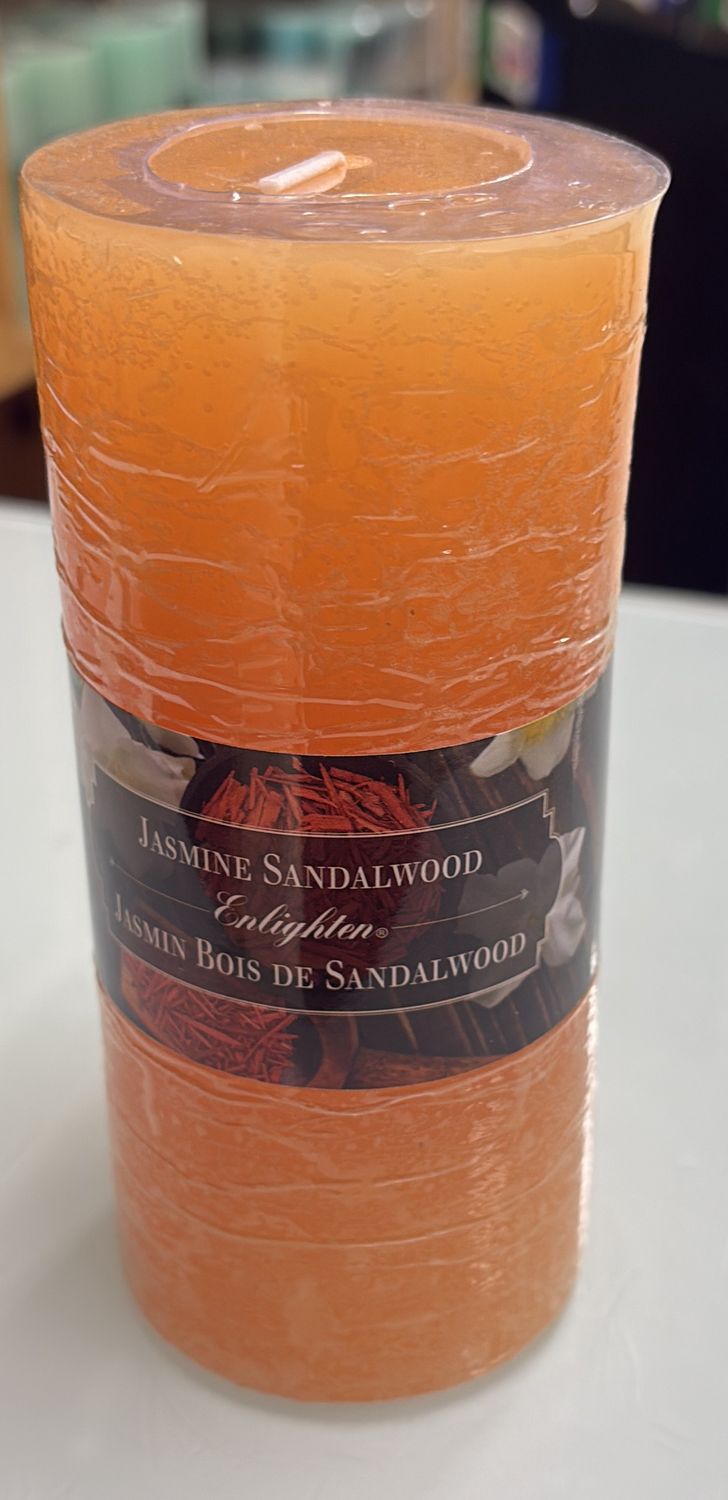 JASMINE SANDALWOOD
Enlighten®
JASMIN BOIS DE SANDALWOOD